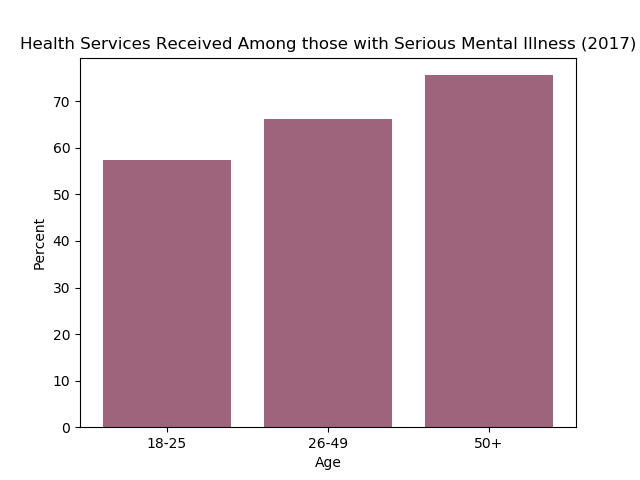 Health Services Received Among those with Serious Mental Illness (2017)
70
60
50
40
30
20
10
0
Percent
18-25 26-49 50+
Age